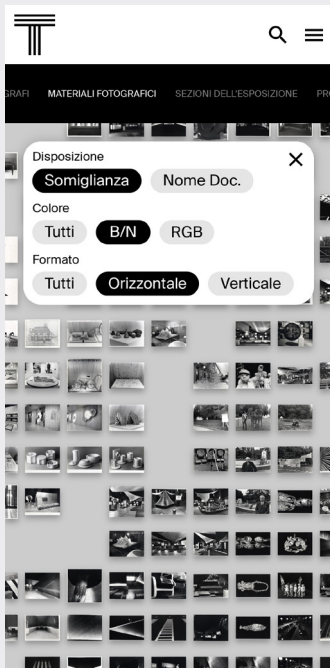 GRAFI MATERIALI FOTOGRAFICI SEZIONI DELL'ESPOSIZIONE PR
Disposizione
Somiglianza Nome Doc.
Colore
Tutti B/N RGB
Formato
Tutti Orizzontale Verticale